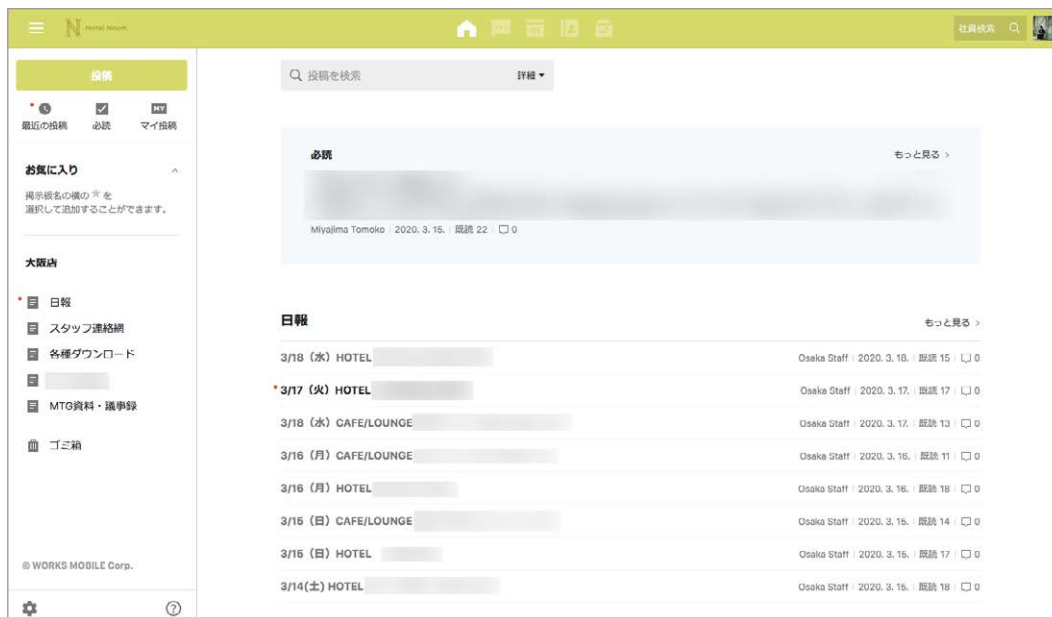 Hotel Noum
社員検索
投稿
投稿を検索
詳細
最近の投稿
必読
MY
マイ投稿
お気に入り
掲示板名の横の ★ を
選択して追加することができます。
大阪店
日報
スタッフ連絡網
各種ダウンロード
MTG資料・議事録
ゴミ箱
© WORKS MOBILE Corp.
必読
もっと見る >
Miyajima Tomoko | 2020. 3. 15. | 既読 22 | 0
日報
もっと見る >
3/18（水）HOTEL
Osaka Staff | 2020. 3. 18. | 既読 15 | 0
3/17（火）HOTEL
Osaka Staff | 2020. 3. 17. | 既読 17 | 0
3/18（水）CAFE/LOUNGE
Osaka Staff | 2020. 3. 17. | 既読 13 | 0
3/16（月）CAFE/LOUNGE
Osaka Staff | 2020. 3. 16. | 既読 11 | 0
3/16（月）HOTEL
Osaka Staff | 2020. 3. 16. | 既読 18 | 0
3/15（日）CAFE/LOUNGE
Osaka Staff | 2020. 3. 15. | 既読 14 | 0
3/15（日）HOTEL
Osaka Staff | 2020. 3. 15. | 既読 17 | 0
3/14(土) HOTEL
Osaka Staff | 2020. 3. 15. | 既読 18 | 0